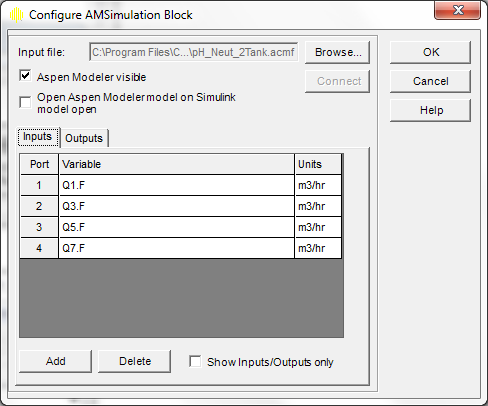 Configure AMSimulation Block
Input file: C:\Program Files\C...\pH_Neut_2Tank.acmf Browse... OK
Aspen Modeler visible Connect Cancel
Open Aspen Modeler model on Simulink
model open
Help
Inputs Outputs
Port Variable Units
1 Q1.F m3/hr
2 Q3.F m3/hr
3 Q5.F m3/hr
4 Q7.F m3/hr
Add Delete Show Inputs/Outputs only